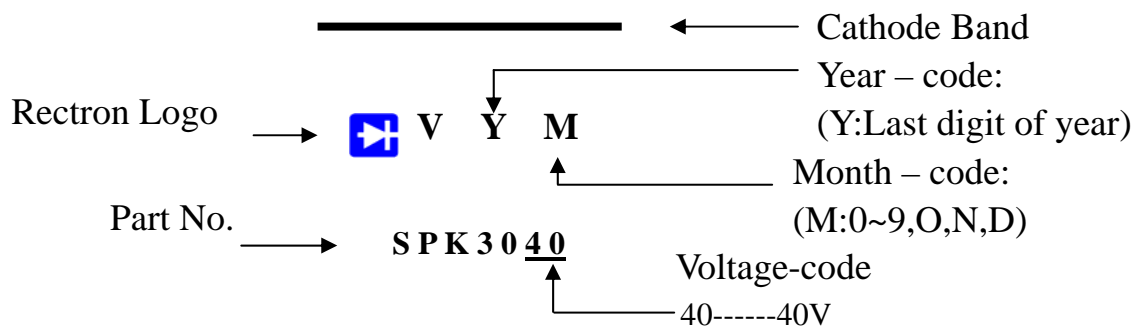 Cathode Band
Year – code:
(Y:Last digit of year)
Rectron Logo
V Y M
Month – code:
(M:0~9,O,N,D)
Part No.
SPK3040
Voltage-code
40------40V